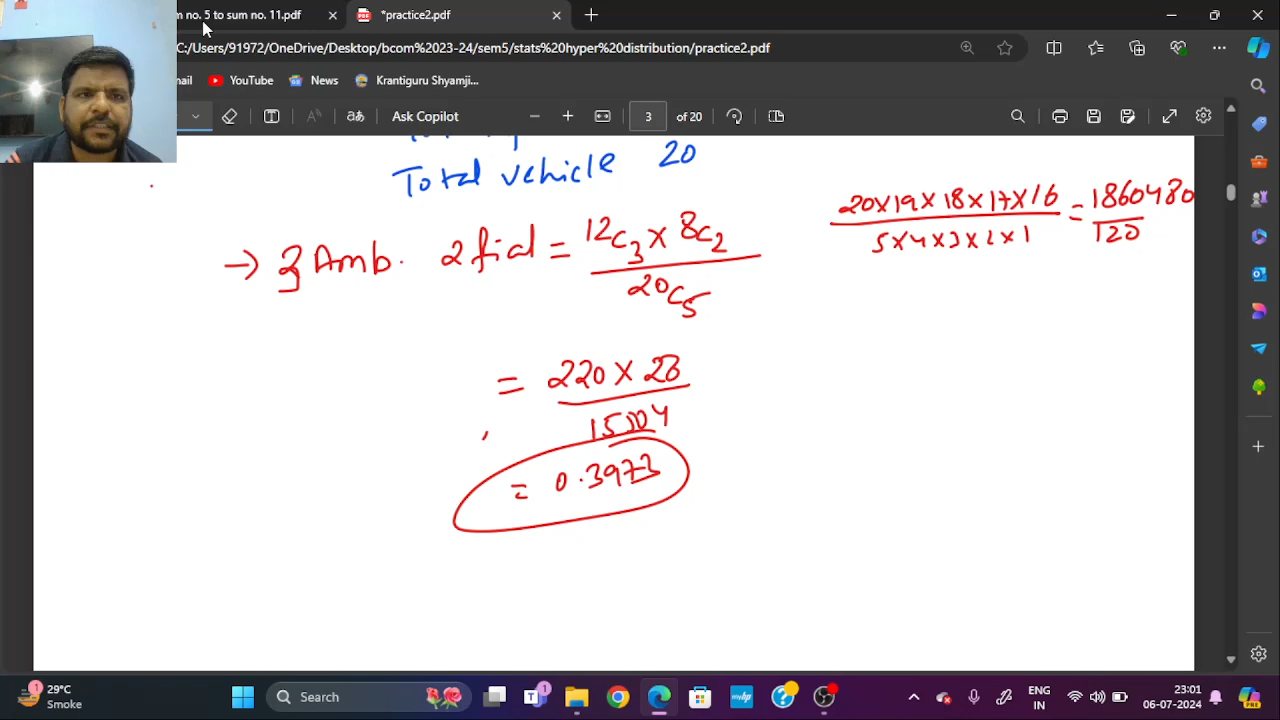 m no. 5 to sum no. 11.pdf
*practice2.pdf
C:/Users/91972/OneDrive/Desktop/bcom%2023-24/sem5/stats%20hyper%20distribution/practice2.pdf
mail YouTube News Krantiguru Shyamji...
Ask Copilot 3 of 20
Total vehicle 20
20×19×18×17×16 = 1860480
5×4×3×2×1 120
→ 3 Amb. 2 fiat = 12C3 × 8C2
20C5
= 220 × 28
15504
= 0.3973
29°C
Smoke
Search
ENG
IN
23:01
06-07-2024